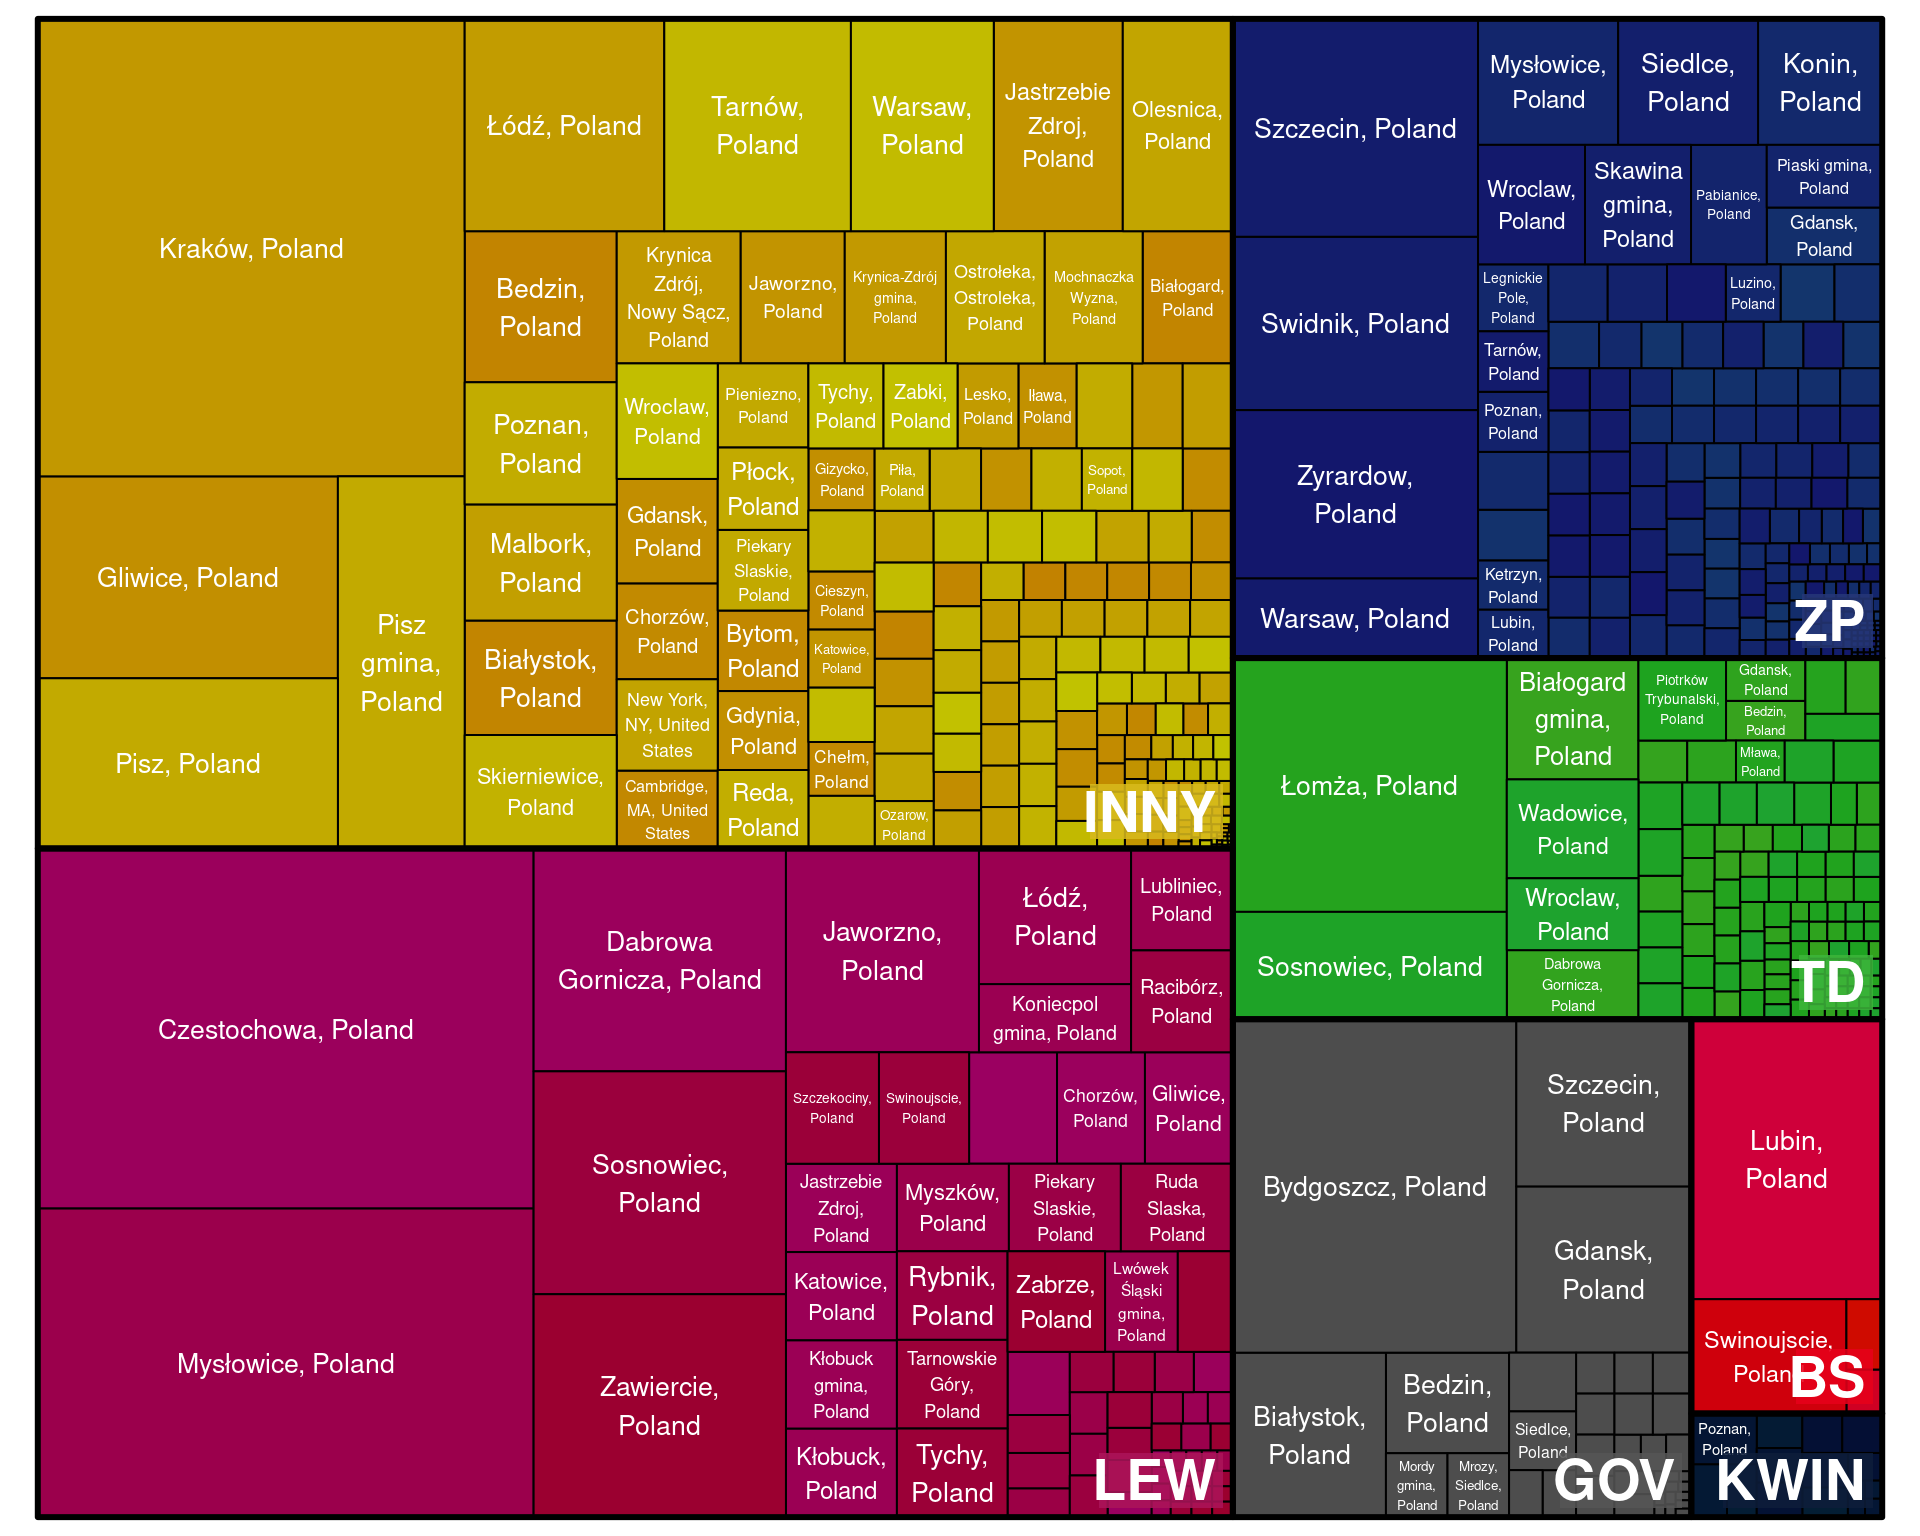 Kraków, Poland
Gliwice, Poland
Pisz, Poland
Pisz
gmina,
Poland
Łódź, Poland
Tarnów,
Poland
Warsaw,
Poland
Jastrzebie
Zdroj,
Poland
Olesnica,
Poland
Bedzin,
Poland
Poznan,
Poland
Malbork,
Poland
Białystok,
Poland
Skierniewice,
Poland
Krynica
Zdrój,
Nowy Sącz,
Poland
Jaworzno,
Poland
Krynica-Zdrój
gmina,
Poland
Ostrołeka,
Ostroleka,
Poland
Mochnaczka
Wyzna,
Poland
Białogard,
Poland
Wroclaw,
Poland
Gdansk,
Poland
Chorzów,
Poland
New York,
NY, United
States
Cambridge,
MA, United
States
Pieniezno,
Poland
Płock,
Poland
Piekary
Slaskie,
Poland
Bytom,
Poland
Gdynia,
Poland
Reda,
Poland
Tychy,
Poland
Zabki,
Poland
Lesko,
Poland
Iława,
Poland
Gizycko,
Poland
Piła,
Poland
Sopot,
Poland
Cieszyn,
Poland
Katowice,
Poland
Chełm,
Poland
Ozarow,
Poland
INNY
Szczecin, Poland
Swidnik, Poland
Zyrardow,
Poland
Warsaw, Poland
Mysłowice,
Poland
Siedlce,
Poland
Konin,
Poland
Wroclaw,
Poland
Skawina
gmina,
Poland
Pabianice,
Poland
Piaski gmina,
Poland
Gdansk,
Poland
Legnickie
Pole,
Poland
Luzino,
Poland
Tarnów,
Poland
Poznan,
Poland
Ketrzyn,
Poland
Lubin,
Poland
ZP
Łomża, Poland
Sosnowiec, Poland
Białogard
gmina,
Poland
Wadowice,
Poland
Wroclaw,
Poland
Dabrowa
Gornicza,
Poland
Piotrków
Trybunalski,
Poland
Gdansk,
Poland
Bedzin,
Poland
Mława,
Poland
TD
Czestochowa, Poland
Mysłowice, Poland
Dabrowa
Gornicza, Poland
Sosnowiec,
Poland
Zawiercie,
Poland
Jaworzno,
Poland
Łódź,
Poland
Koniecpol
gmina, Poland
Lubliniec,
Poland
Racibórz,
Poland
Szczekociny,
Poland
Swinoujscie,
Poland
Chorzów,
Poland
Gliwice,
Poland
Jastrzebie
Zdroj,
Poland
Myszków,
Poland
Piekary
Slaskie,
Poland
Ruda
Slaska,
Poland
Katowice,
Poland
Rybnik,
Poland
Zabrze,
Poland
Lwówek
Śląski
gmina,
Poland
Kłobuck
gmina,
Poland
Tarnowskie
Góry,
Poland
Kłobuck,
Poland
Tychy,
Poland
LEW
Bydgoszcz, Poland
Szczecin,
Poland
Gdansk,
Poland
Białystok,
Poland
Bedzin,
Poland
Mordy
gmina,
Poland
Mrozy,
Siedlce,
Poland
Siedlce,
Poland
GOV
Lubin,
Poland
Swinoujscie,
Poland
BS
Poznan,
Poland
KWIN